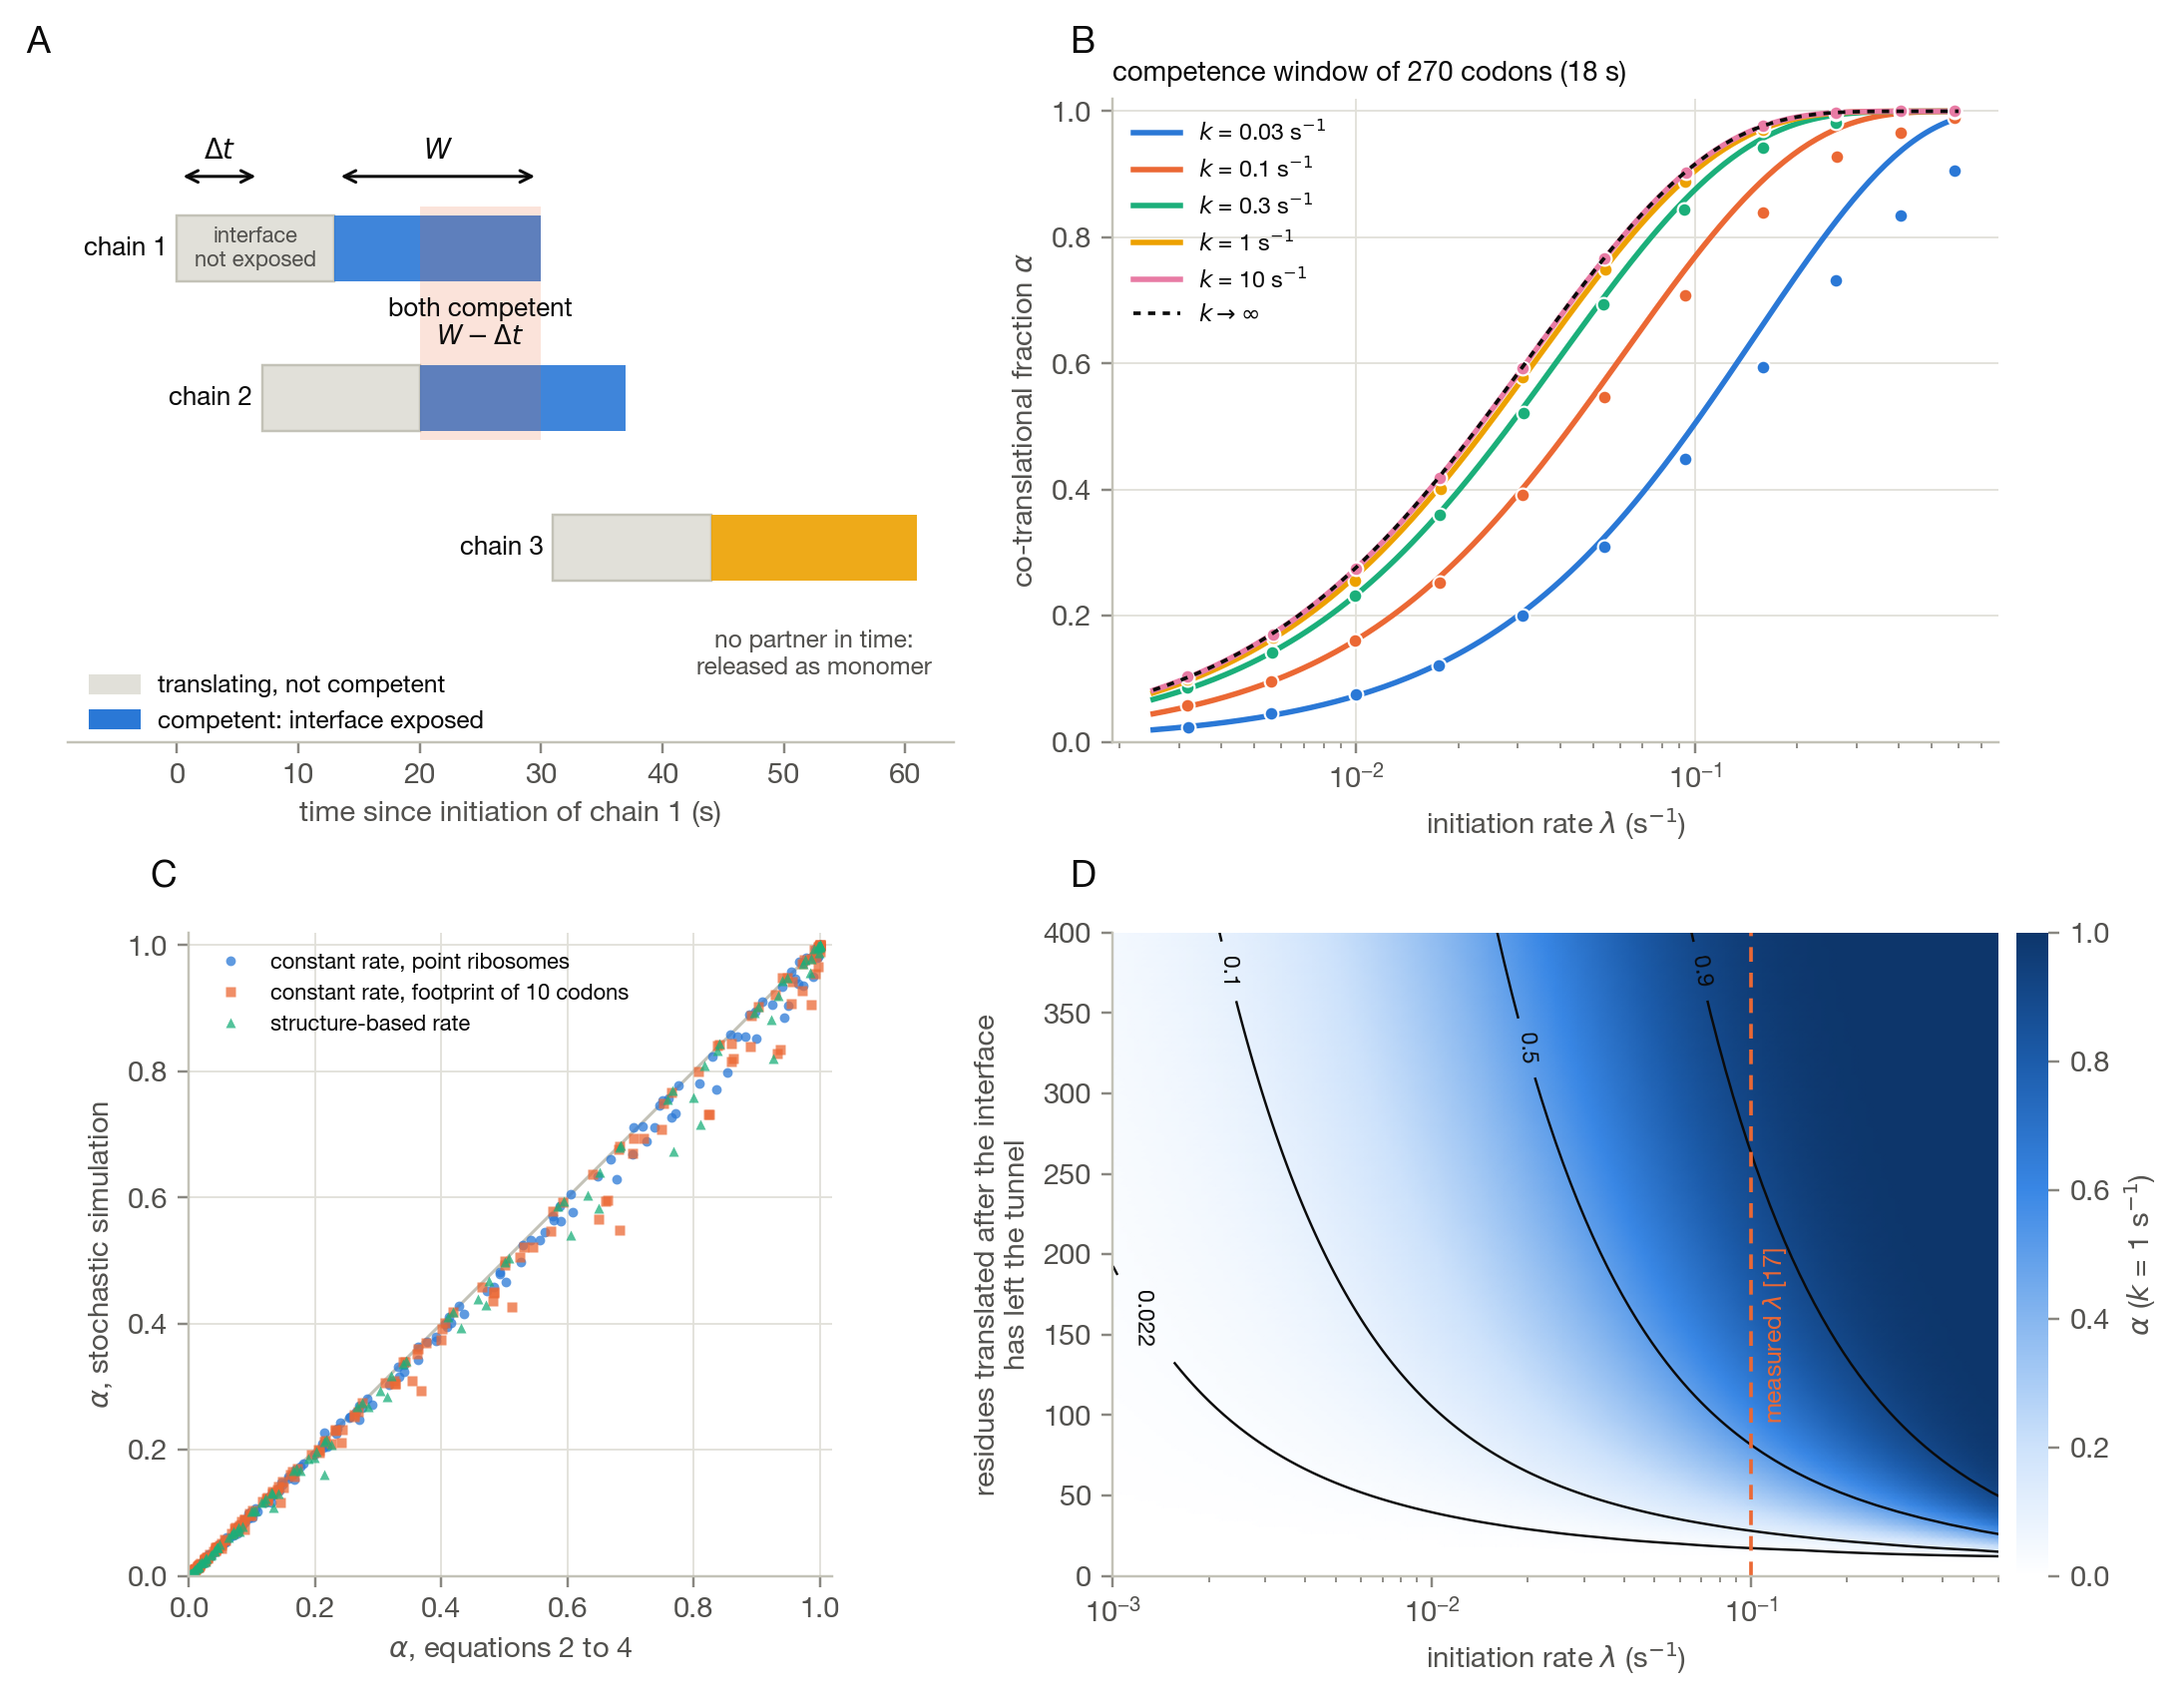 A
Δt
W
chain 1
interface
not exposed
both competent
W − Δt
chain 2
chain 3
no partner in time:
released as monomer
translating, not competent
competent: interface exposed
0 10 20 30 40 50 60
time since initiation of chain 1 (s)
B
competence window of 270 codons (18 s)
k = 0.03 s⁻¹
k = 0.1 s⁻¹
k = 0.3 s⁻¹
k = 1 s⁻¹
k = 10 s⁻¹
k → ∞
1.0
0.8
0.6
0.4
0.2
0.0
co-translational fraction α
10⁻² 10⁻¹
initiation rate λ (s⁻¹)
C
constant rate, point ribosomes
constant rate, footprint of 10 codons
structure-based rate
1.0
0.8
0.6
0.4
0.2
0.0
α, stochastic simulation
0.0 0.2 0.4 0.6 0.8 1.0
α, equations 2 to 4
D
400
350
300
250
200
150
100
50
0
residues translated after the interface
has left the tunnel
0.022
0.1
0.5
0.9
measured λ [17]
10⁻³ 10⁻² 10⁻¹
initiation rate λ (s⁻¹)
1.0
0.8
0.6
0.4
0.2
0.0
α (k = 1 s⁻¹)